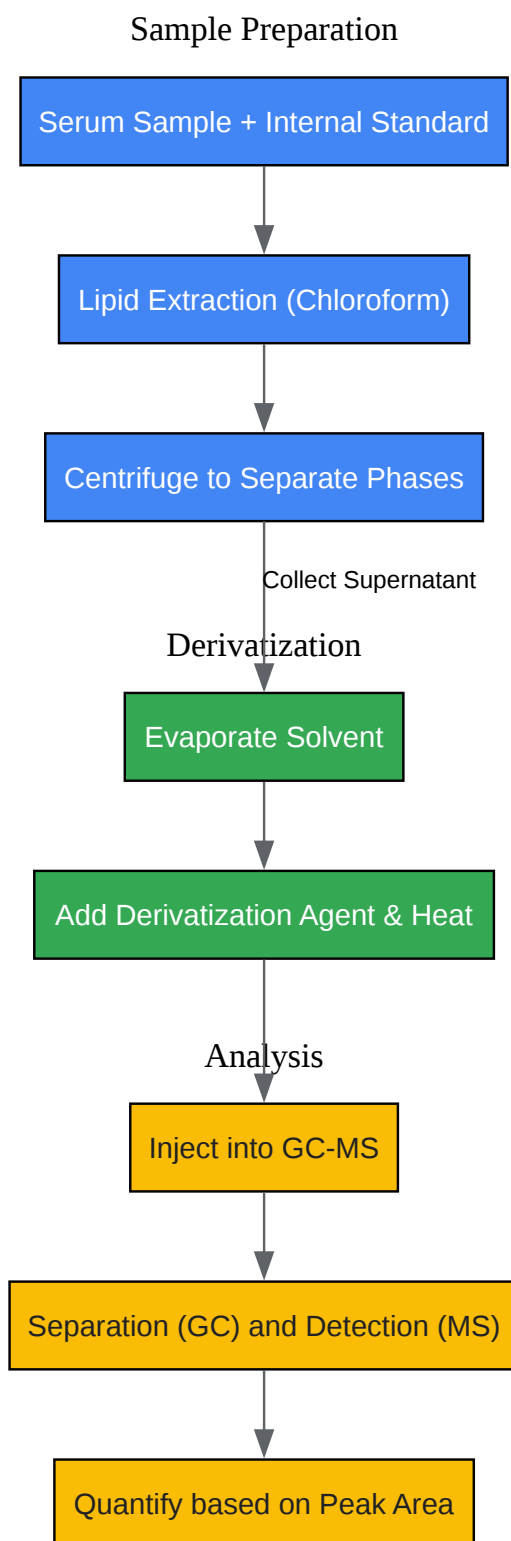 Sample Preparation
Serum Sample + Internal Standard
Lipid Extraction (Chloroform)
Centrifuge to Separate Phases
Collect Supernatant
Derivatization
Evaporate Solvent
Add Derivatization Agent & Heat
Analysis
Inject into GC-MS
Separation (GC) and Detection (MS)
Quantify based on Peak Area